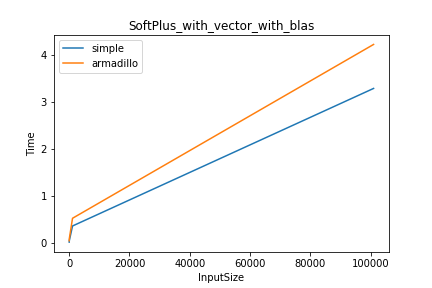 SoftPlus_with_vector_with_blas
simple
armadillo
4
3
2
1
0
Time
0
20000
40000
60000
80000
100000
InputSize